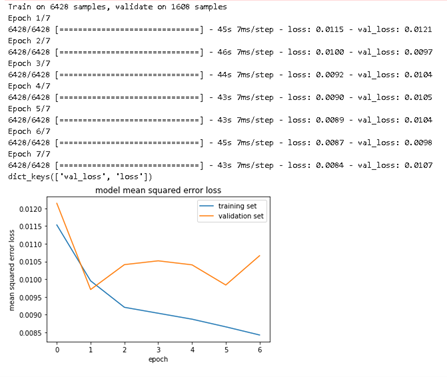 Train on 6428 samples, validate on 1608 samples
Epoch 1/7
6428/6428 [==============================] - 45s 7ms/step - loss: 0.0115 - val_loss: 0.0121
Epoch 2/7
6428/6428 [==============================] - 46s 7ms/step - loss: 0.0100 - val_loss: 0.0097
Epoch 3/7
6428/6428 [==============================] - 44s 7ms/step - loss: 0.0092 - val_loss: 0.0104
Epoch 4/7
6428/6428 [==============================] - 43s 7ms/step - loss: 0.0090 - val_loss: 0.0105
Epoch 5/7
6428/6428 [==============================] - 43s 7ms/step - loss: 0.0089 - val_loss: 0.0104
Epoch 6/7
6428/6428 [==============================] - 45s 7ms/step - loss: 0.0087 - val_loss: 0.0098
Epoch 7/7
6428/6428 [==============================] - 43s 7ms/step - loss: 0.0084 - val_loss: 0.0107
dict_keys(['val_loss', 'loss'])
model mean squared error loss
training set
validation set
mean squared error loss
0.0120
0.0115
0.0110
0.0105
0.0100
0.0095
0.0090
0.0085
0 1 2 3 4 5 6
epoch